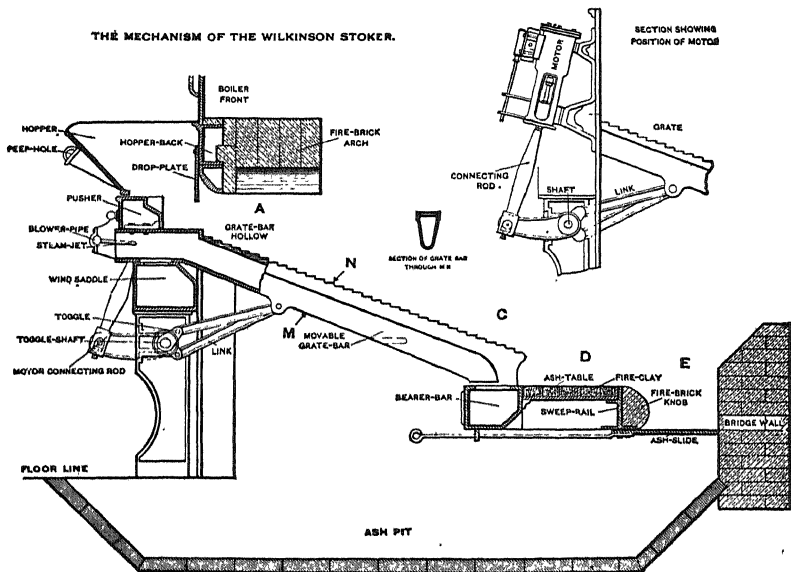 THE MECHANISM OF THE WILKINSON STOKER.
SECTION SHOWING
POSITION OF MOTOR
MOTOR
GRATE
CONNECTING
ROD
SHAFT
LINK
BOILER
FRONT
HOPPER
PEEP-HOLE
HOPPER-BACK
FIRE-BRICK
ARCH
DROP-PLATE
PUSHER
A
BLOWER-PIPE
STEAM-JET
GRATE-BAR
HOLLOW
SECTION OF GRATE BAR
THROUGH M N
WIND SADDLE
N
TOGGLE
M
MOVABLE
GRATE-BAR
C
TOGGLE-SHAFT
LINK
MOTOR CONNECTING ROD
D
E
ASH-TABLE
FIRE-CLAY
BEARER-BAR
SWEEP-RAIL
FIRE-BRICK
KNOB
BRIDGE WALL
ASH-SLIDE
FLOOR LINE
ASH PIT